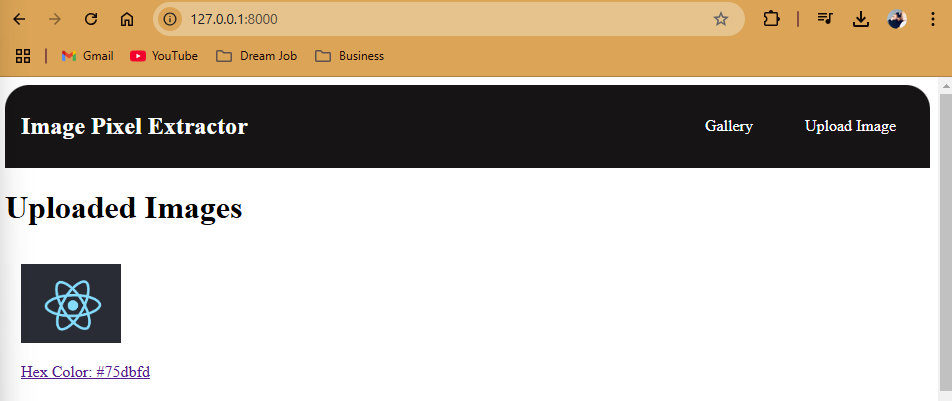 127.0.0.1:8000
Gmail YouTube Dream Job Business
Image Pixel Extractor Gallery Upload Image
Uploaded Images
Hex Color: #75dbfd